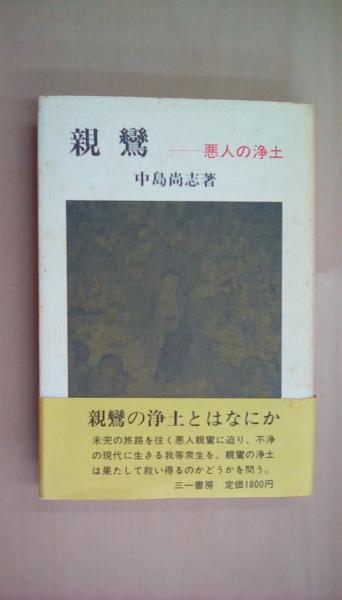 親鸞 ──悪人の浄土
中島尚志著
親鸞の浄土とはなにか
未完の旅路を往く悪人親鸞に迫り、不浄
の現代に生きる我等衆生を、親鸞の浄土
は果たして救い得るのかどうかを問う。
三一書房 定価1800円